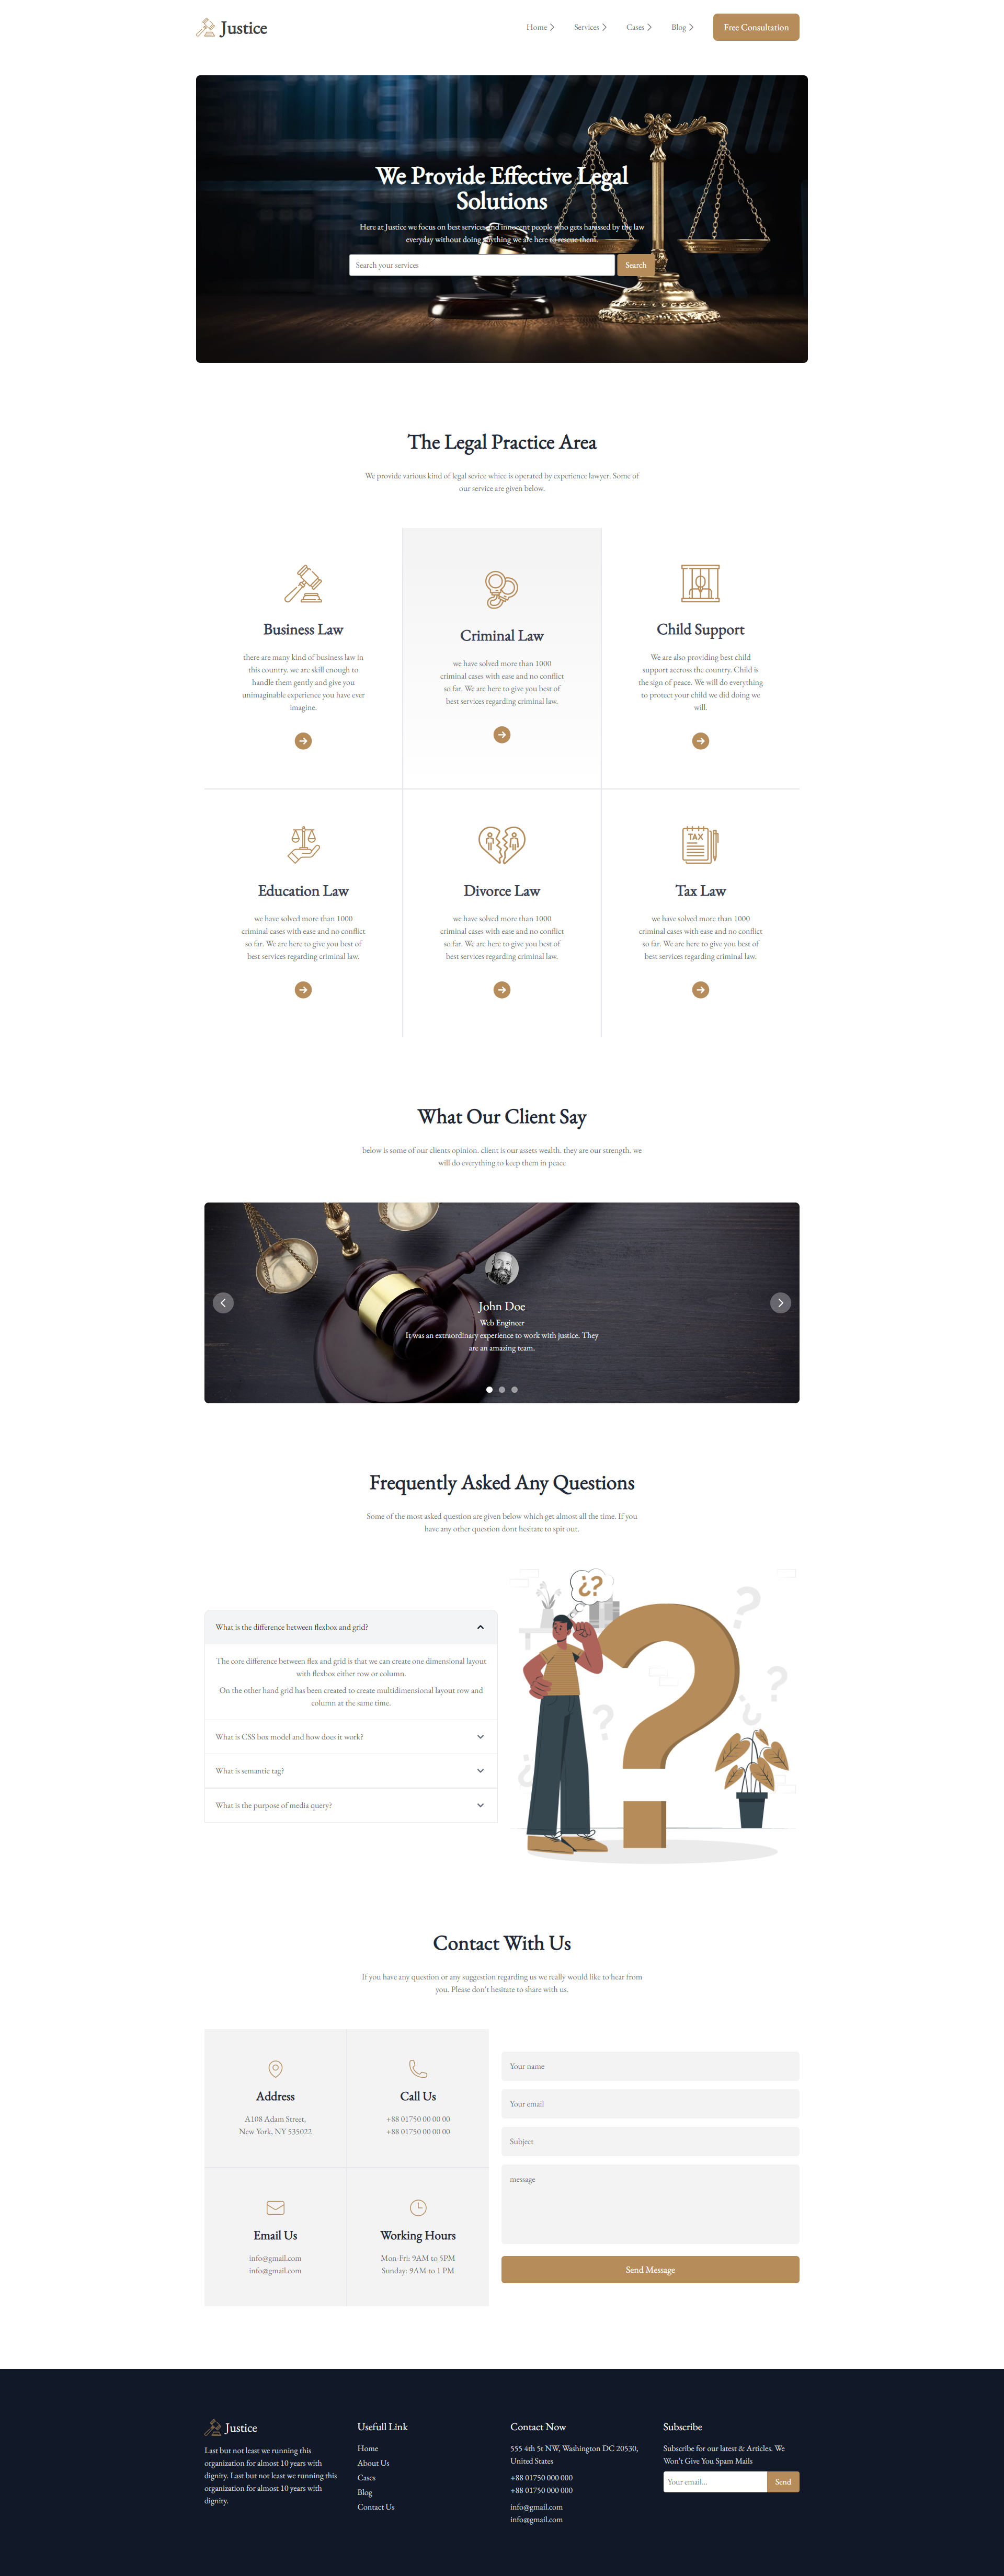 Justice
Home
Services
Cases
Blog
Free Consultation
We Provide Effective Legal
Solutions
Here at Justice we focus on best services and innocent people who gets harassed by the law
everyday without doing anything we are here to rescue them.
Search your services
Search
The Legal Practice Area
We provide various kind of legal sevice whice is operated by experience lawyer. Some of
our service are given below.
Business Law
there are many kind of business law in
this country. we are skill enough to
handle them gently and give you
unimaginable experience you have ever
imagine.
Criminal Law
we have solved more than 1000
criminal cases with ease and no conflict
so far. We are here to give you best of
best services regarding criminal law.
Child Support
We are also providing best child
support accros the country. Child is
the sign of peace. We will do everything
to protect your child we did doing we
will.
Education Law
we have solved more than 1000
criminal cases with ease and no conflict
so far. We are here to give you best of
best services regarding criminal law.
Divorce Law
we have solved more than 1000
criminal cases with ease and no conflict
so far. We are here to give you best of
best services regarding criminal law.
TAX
Tax Law
we have solved more than 1000
criminal cases with ease and no conflict
so far. We are here to give you best of
best services regarding criminal law.
What Our Client Say
below is some of our clients opinion. client is our assets wealth. they are our strength. we
will do everything to keep them in peace
John Doe
Web Engineer
It was an extraordinary experience to work with justice. They
are an amazing team.
Frequently Asked Any Questions
Some of the most asked question are given below which get almost all the time. If you
have any other question dont hesitate to spit out.
What is the difference between flexbox and grid?
The core difference between flex and grid is that we can create one dimensional layout
with flexbox either row or column.
On the other hand grid has been created to create multidimensional layout row and
column at the same time.
What is CSS box model and how does it work?
What is semantic tag?
What is the purpose of media query?
¿?
Contact With Us
If you have any question or any suggestion regarding us we really would like to hear from
you. Please don't hesitate to share with us.
Address
A108 Adam Street,
New York, NY 535022
Call Us
+88 01750 00 00 00
+88 01750 00 00 00
Email Us
info@gmail.com
info@gmail.com
Working Hours
Mon-Fri: 9AM to 5PM
Sunday: 9AM to 1 PM
Your name
Your email
Subject
message
Send Message
Justice
Last but not least we running this
organization for almost 10 years with
dignity. Last but not least we running this
organization for almost 10 years with
dignity.
Usefull Link
Home
About Us
Cases
Blog
Contact Us
Contact Now
555 4th St NW, Washington DC 20530,
United States
+88 01750 000 000
+88 01750 000 000
info@gmail.com
info@gmail.com
Subscribe
Subscribe for our latest & Articles. We
Won't Give You Spam Mails
Your email...
Send